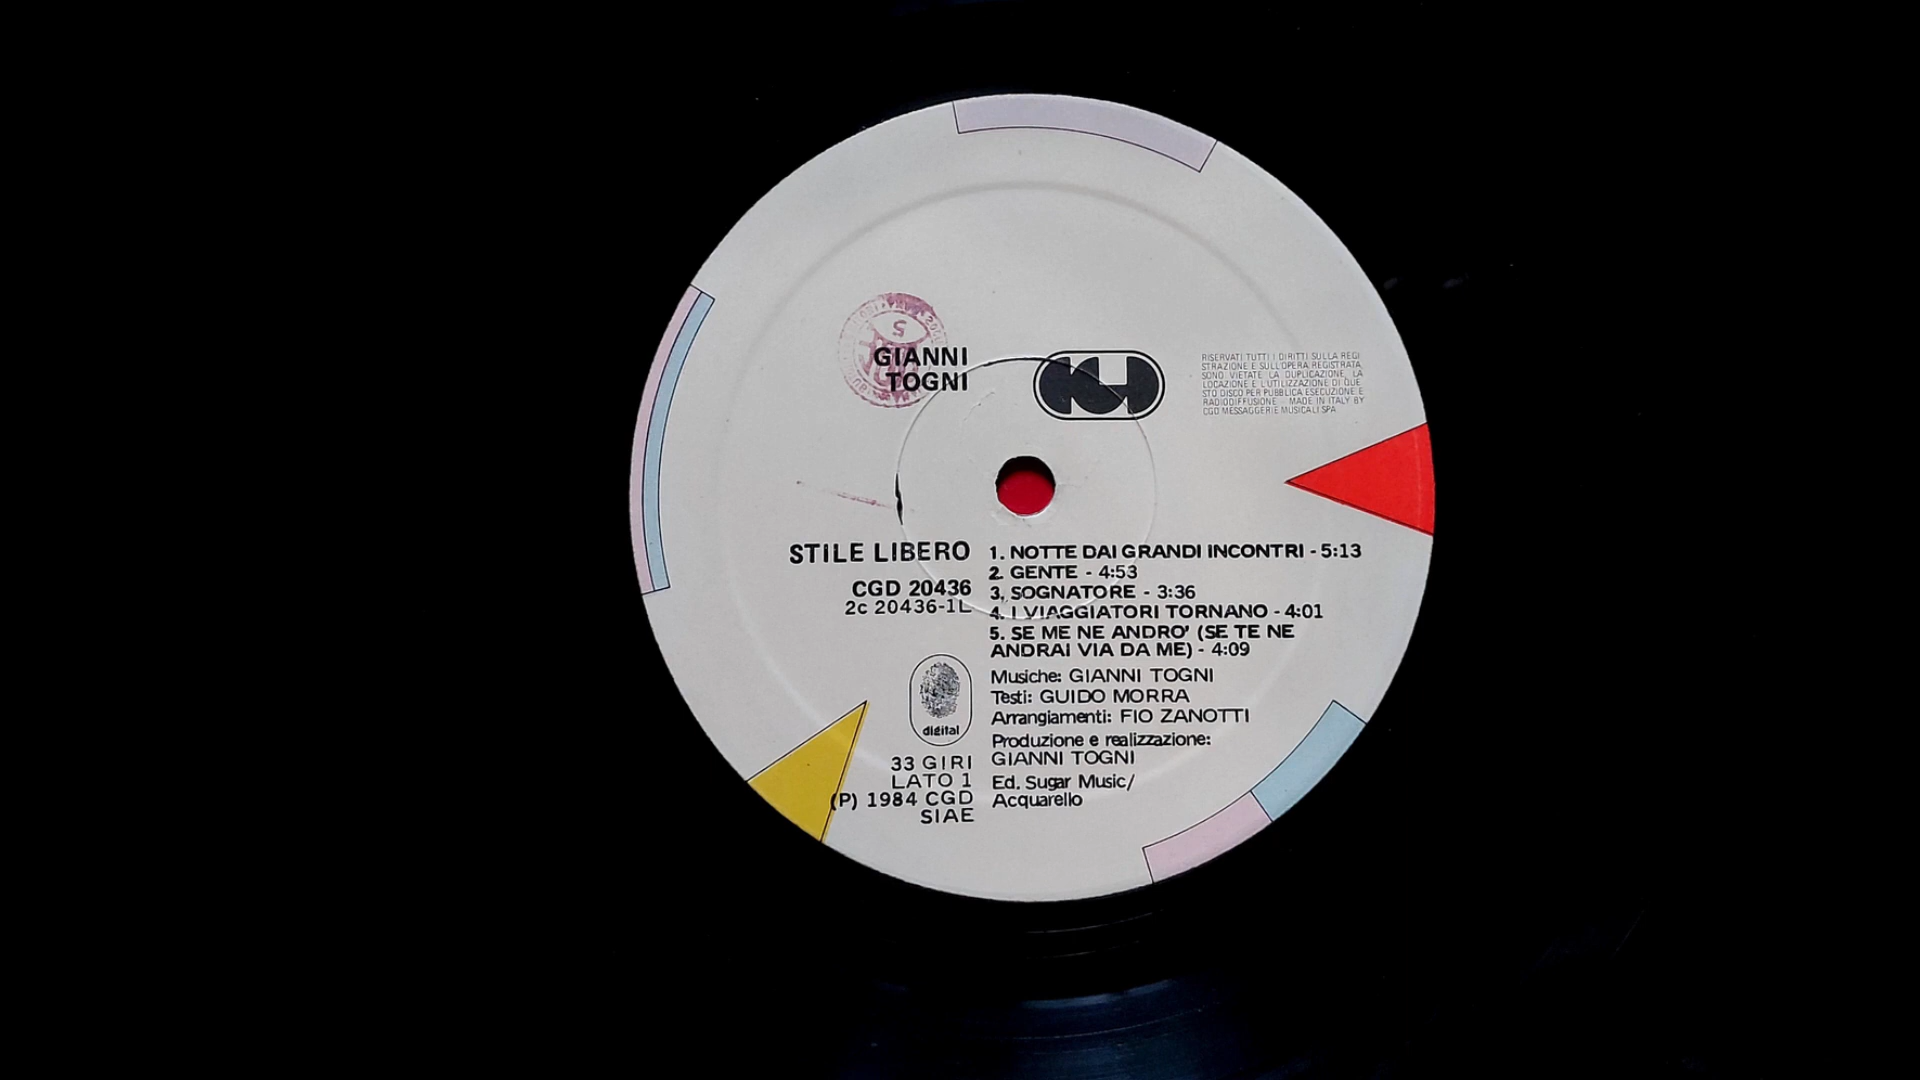 GIANNI
TOGNI
RISERVATI TUTTI I DIRITTI SULLA REGI
STRAZIONE E SULL'OPERA REGISTRATA
SONO VIETATE LA DUPLICAZIONE, LA
LOCAZIONE E L'UTILIZZAZIONE DI QUE
STO DISCO PER PUBBLICA ESECUZIONE E
RADIODIFFUSIONE - MADE IN ITALY BY
CGD MESSAGGERIE MUSICALI SPA
STILE LIBERO
CGD 20436
2c 20436-1L
1. NOTTE DAI GRANDI INCONTRI - 5:13
2. GENTE - 4:53
3. SOGNATORE - 3:36
4. I VIAGGIATORI TORNANO - 4:01
5. SE ME NE ANDRO' (SE TE NE
ANDRAI VIA DA ME) - 4:09
Musiche: GIANNI TOGNI
Testi: GUIDO MORRA
Arrangiamenti: FIO ZANOTTI
Produzione e realizzazione:
GIANNI TOGNI
Ed. Sugar Music/
Acquarello
digital
33 GIRI
LATO 1
(P) 1984 CGD
SIAE